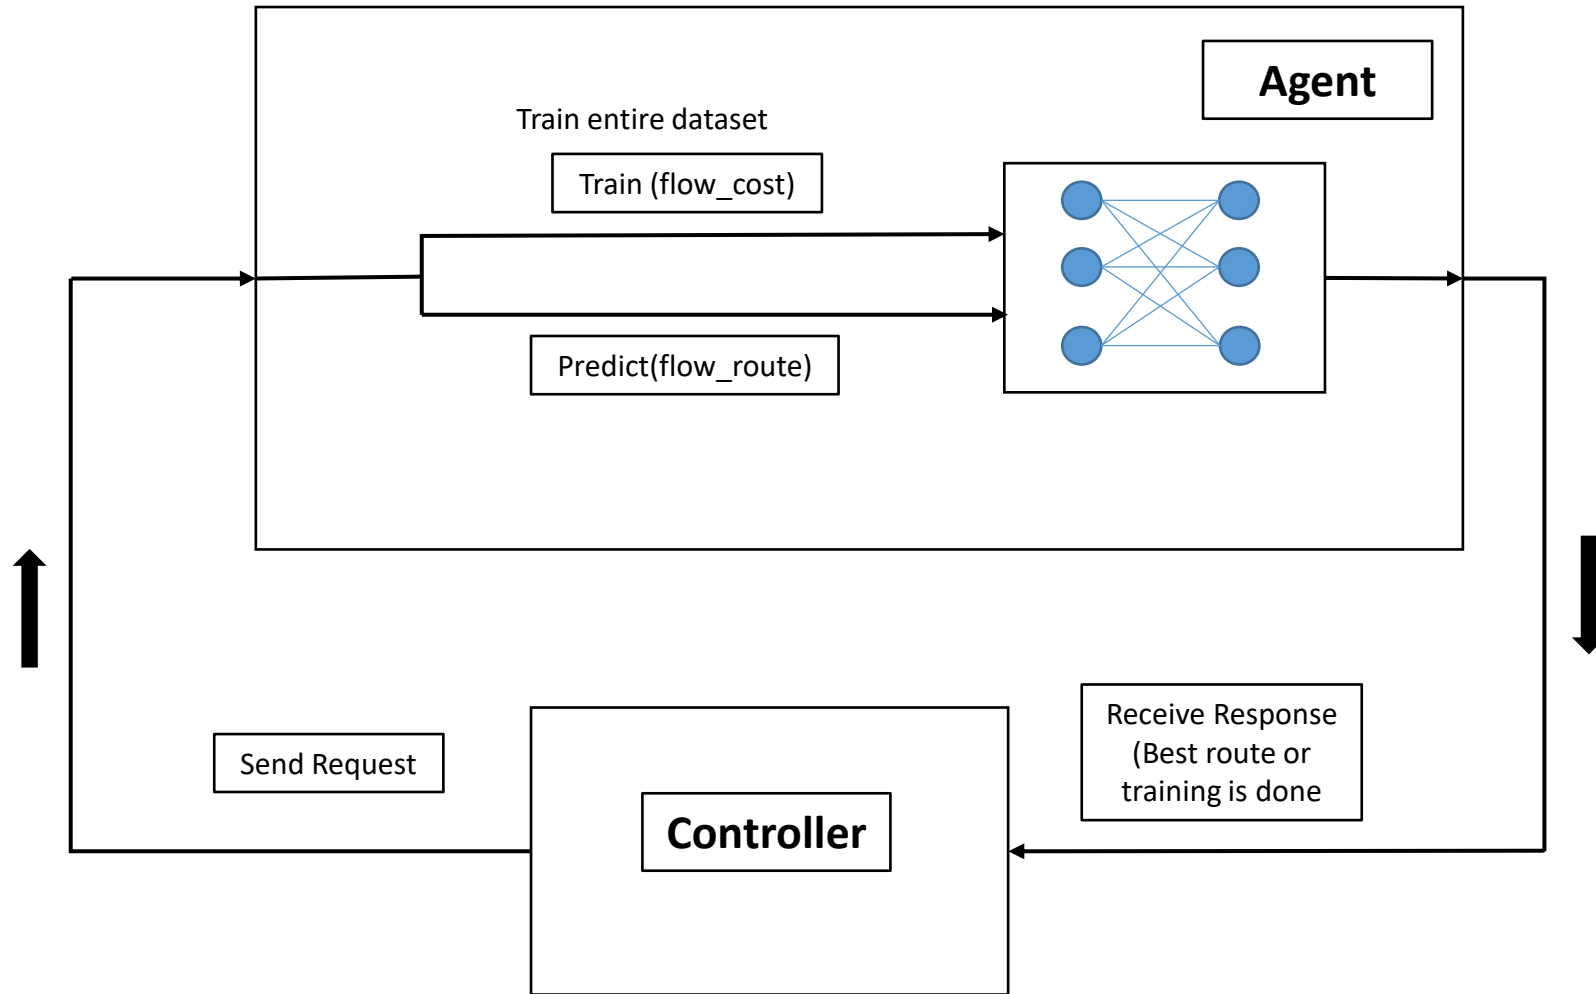 Agent
Train entire dataset
Train (flow_cost)
Predict(flow_route)
Send Request
Receive Response
(Best route or
training is done
Controller